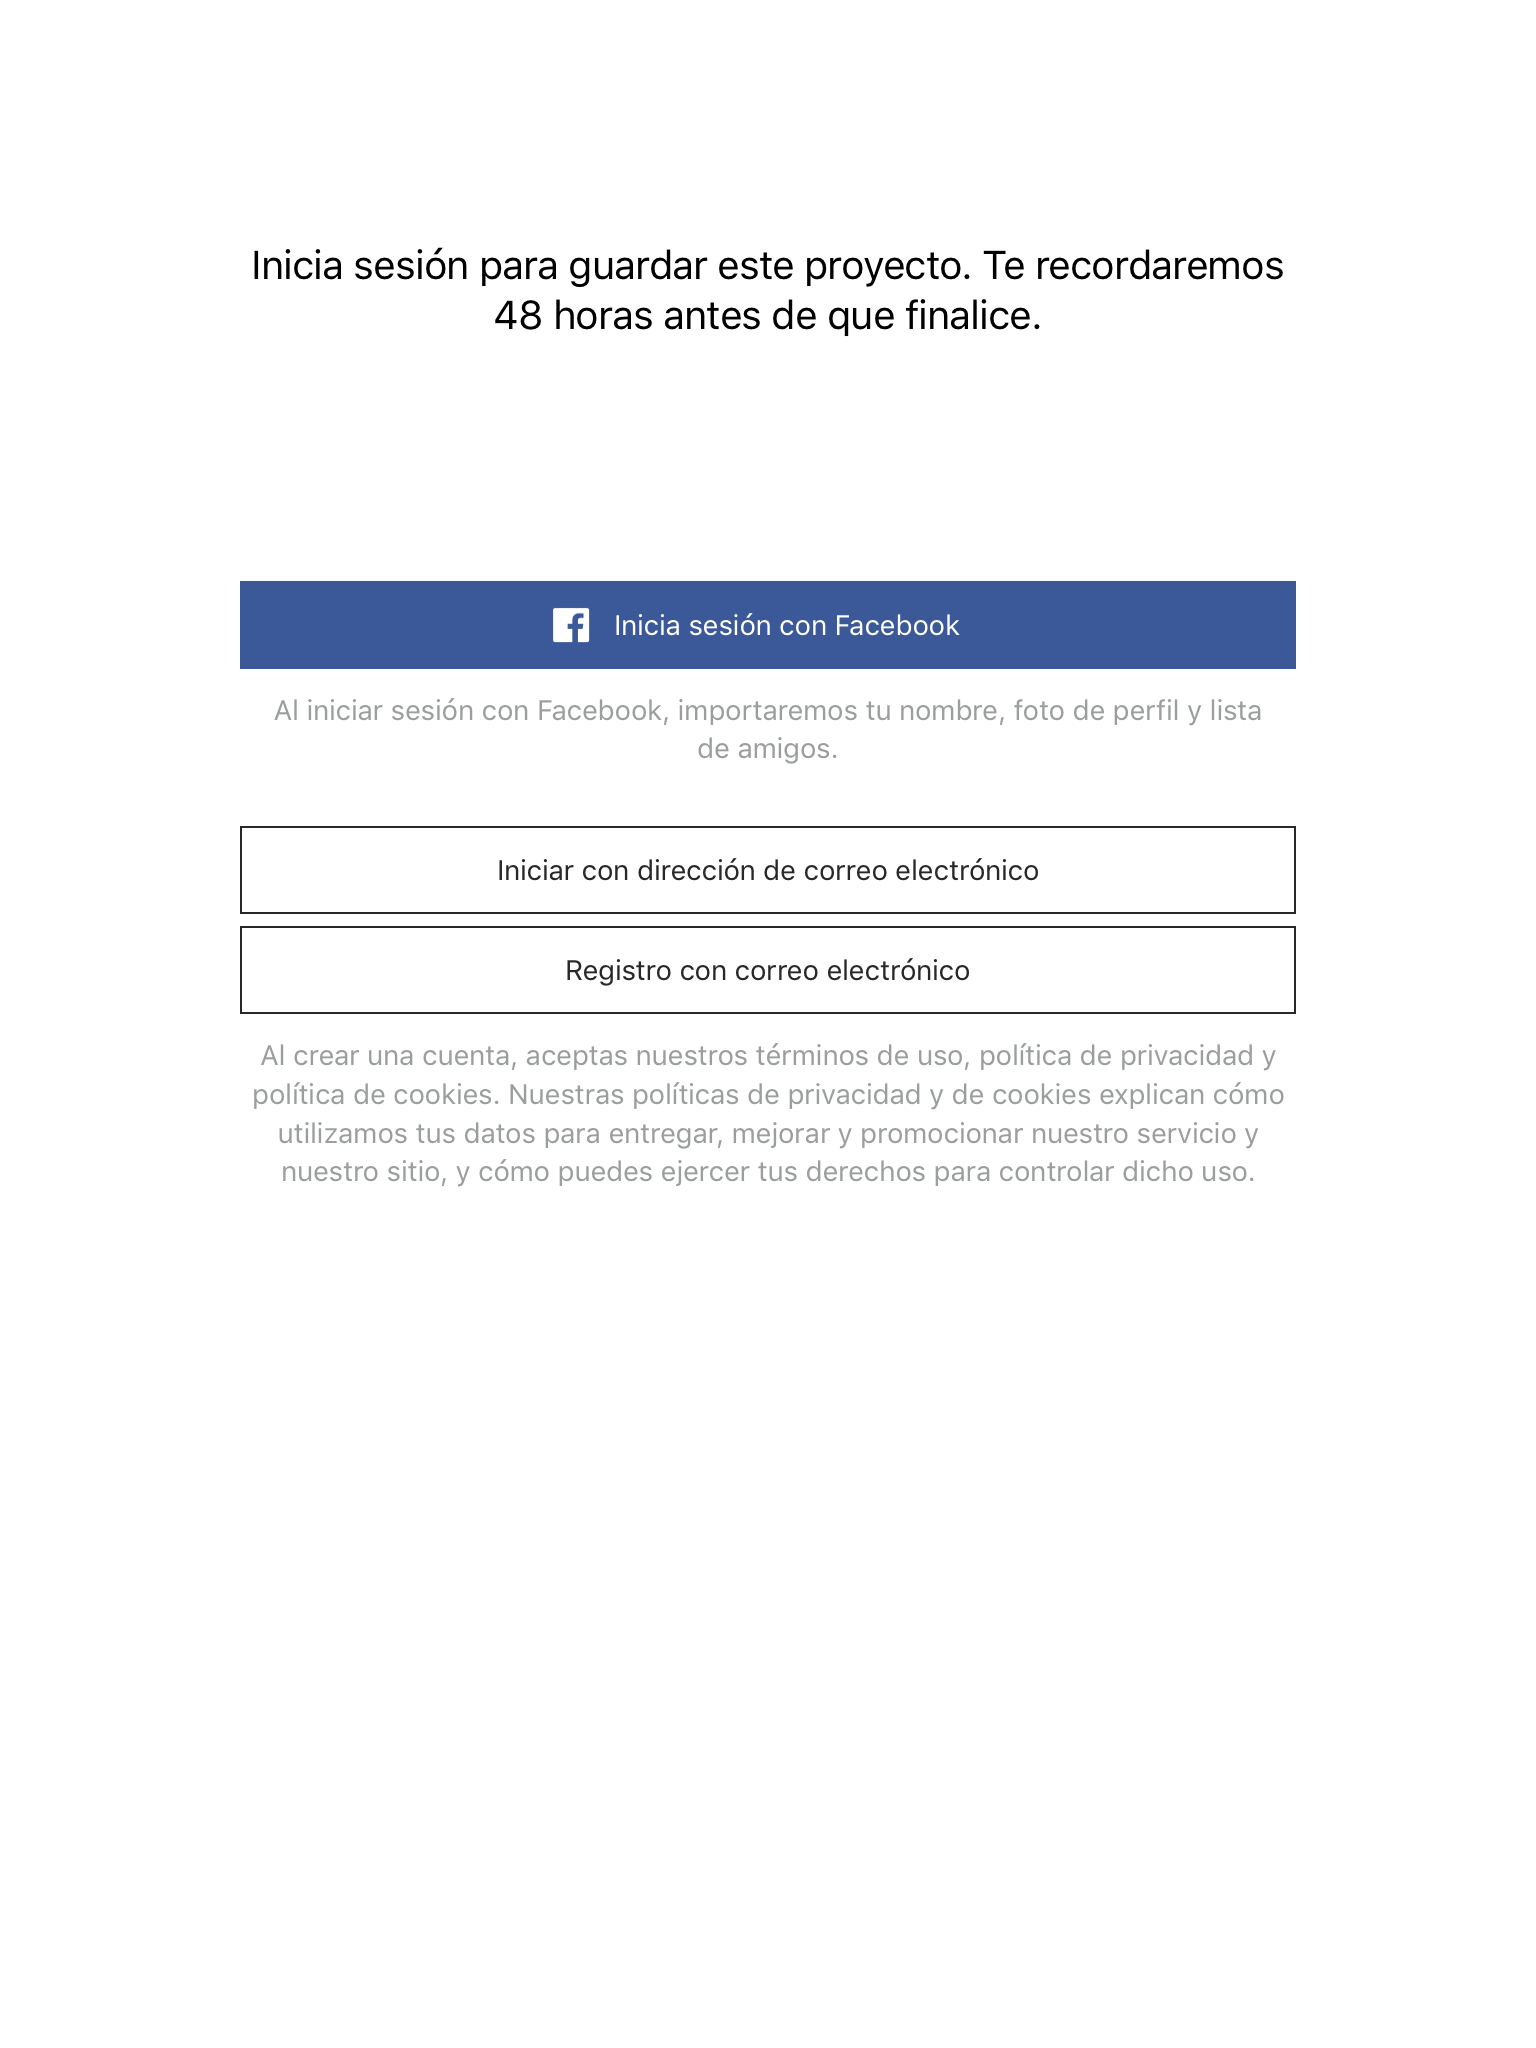 Inicia sesión para guardar este proyecto. Te recordaremos
48 horas antes de que finalice.
Inicia sesión con Facebook
Al iniciar sesión con Facebook, importaremos tu nombre, foto de perfil y lista
de amigos.
Iniciar con dirección de correo electrónico
Registro con correo electrónico
Al crear una cuenta, aceptas nuestros términos de uso, política de privacidad y
política de cookies. Nuestras políticas de privacidad y de cookies explican cómo
utilizamos tus datos para entregar, mejorar y promocionar nuestro servicio y
nuestro sitio, y cómo puedes ejercer tus derechos para controlar dicho uso.